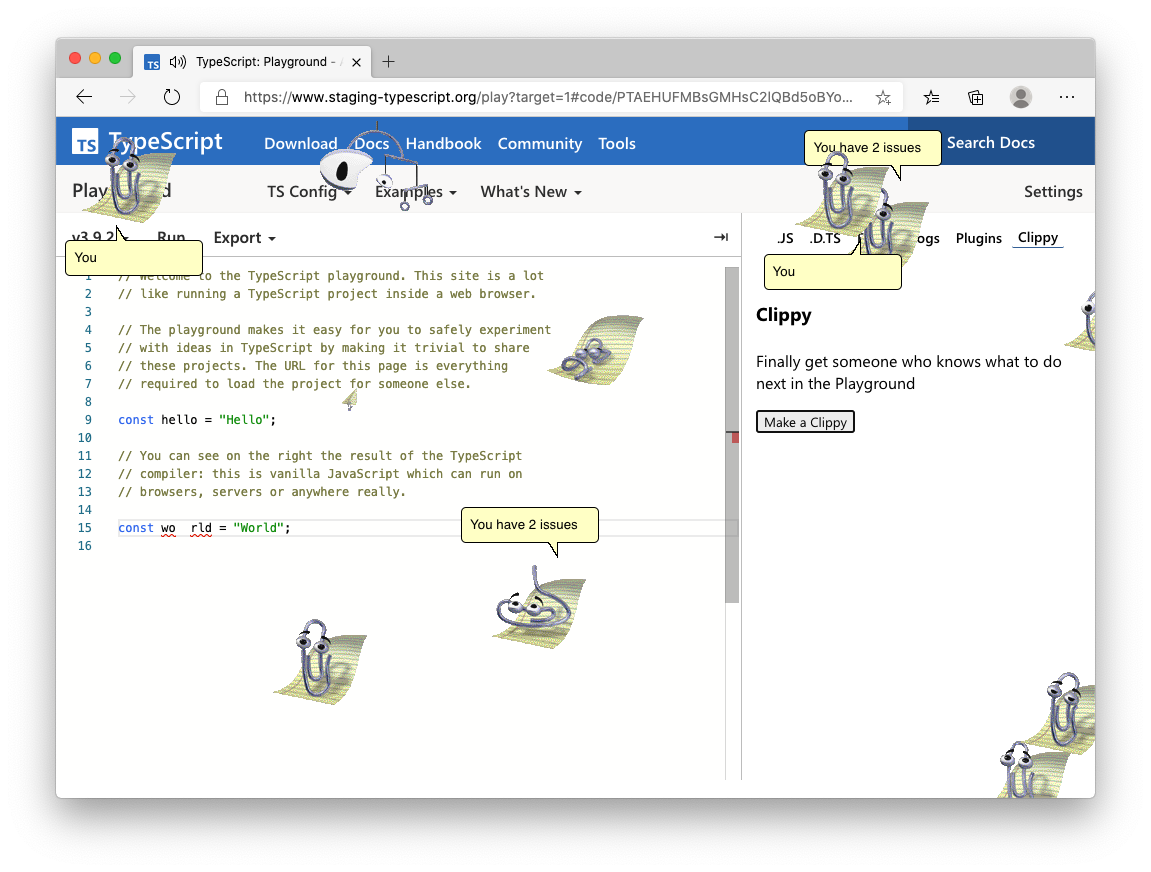 TS TypeScript: Playground -
https://www.staging-typescript.org/play?target=1#code/PTAEHUFMBsGMHsC2lQBd5oBYo...
TS TypeScript Download Docs Handbook Community Tools
You have 2 issues
Search Docs
TS Config Examples What's New Settings
v3.9.2 Run Export
.JS .D.TS Plugins Clippy
You
You
1 // Welcome to the TypeScript playground. This site is a lot
2 // like running a TypeScript project inside a web browser.
3
4 // The playground makes it easy for you to safely experiment
5 // with ideas in TypeScript by making it trivial to share
6 // these projects. The URL for this page is everything
7 // required to load the project for someone else.
8
9 const hello = "Hello";
10
11 // You can see on the right the result of the TypeScript
12 // compiler: this is vanilla JavaScript which can run on
13 // browsers, servers or anywhere really.
14
15 const wo  rld = "World";
16
You have 2 issues
Clippy
Finally get someone who knows what to do
next in the Playground
Make a Clippy